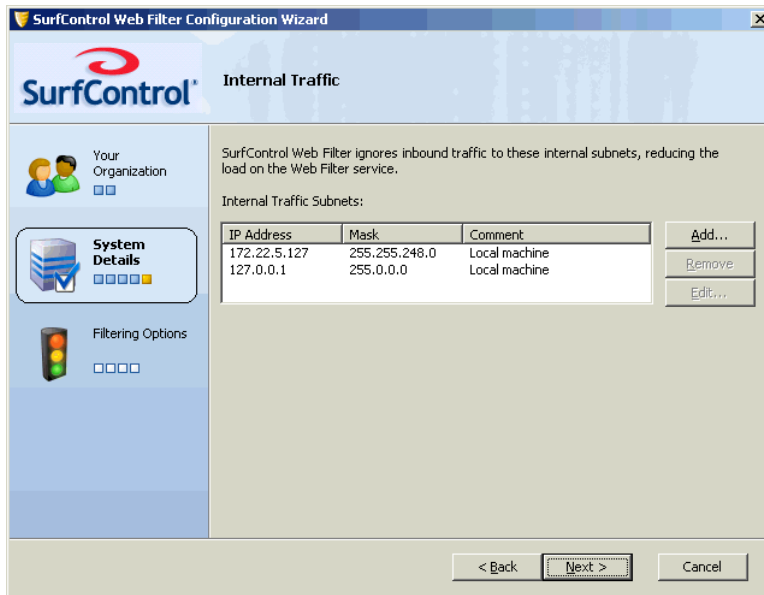 SurfControl Web Filter Configuration Wizard
SurfControl
Internal Traffic
Your
Organization
System
Details
Filtering Options
SurfControl Web Filter ignores inbound traffic to these internal subnets, reducing the
load on the Web Filter service.
Internal Traffic Subnets:
IP Address Mask Comment
172.22.5.127 255.255.248.0 Local machine
127.0.0.1 255.0.0.0 Local machine
Add...
Remove
Edit...
< Back Next > Cancel